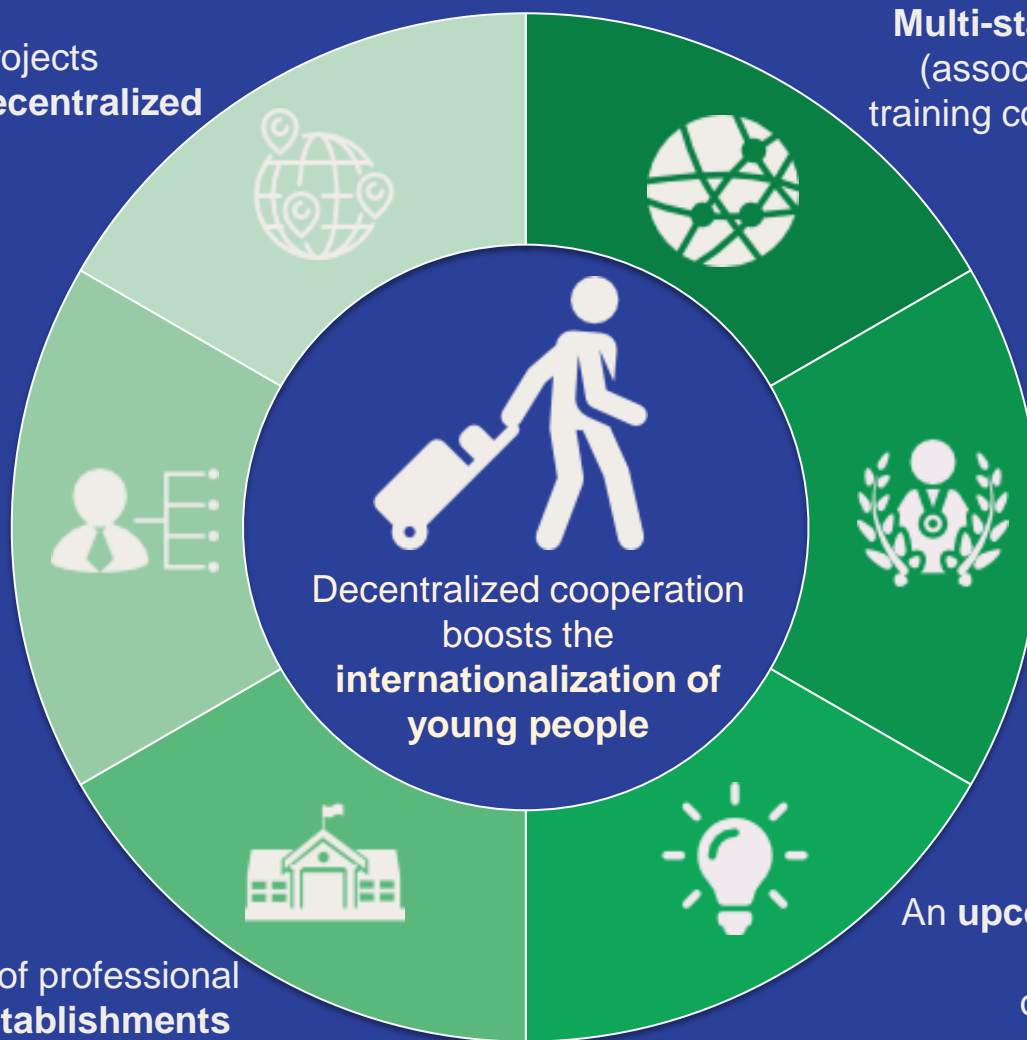 ojects
ecentralized
Multi-sta
(assoc
training co
Decentralized cooperation
boosts the
internationalization of
young people
An upco
of professional
tablishments